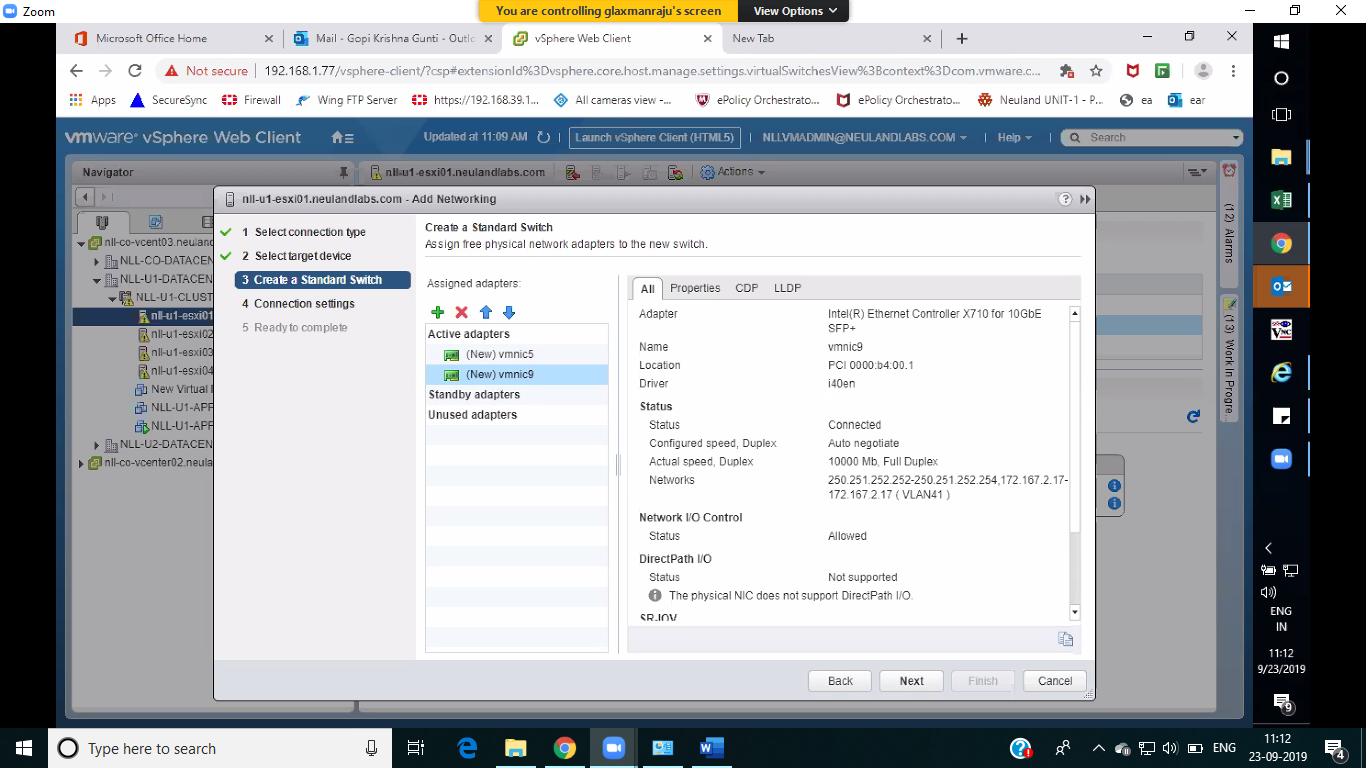 Zoom
You are controlling glaxmanraju's screen
View Options
Microsoft Office Home
Mail - Gopi Krishna Gunti - Outlo
vSphere Web Client
New Tab
Not secure
192.168.1.77/vsphere-client/?csp#extensionId%3Dvsphere.core.host.manage.settings.virtualSwitchesView%3Bcontext%3Dcom.vmware.c...
Apps
SecureSync
Firewall
Wing FTP Server
https://192.168.39.1...
All cameras view -...
ePolicy Orchestrato...
ePolicy Orchestrato...
Neuland UNIT-1 - P...
ea
ear
vmware vSphere Web Client
Updated at 11:09 AM
Launch vSphere Client (HTML5)
NLLVMADMIN@NEULANDLABS.COM
Help
Search
Navigator
nll-u1-esxi01.neulandlabs.com
Actions
nll-co-vcent03.neuland
NLL-CO-DATACEN
NLL-U1-DATACEN
NLL-U1-CLUST
nll-u1-esxi01
nll-u1-esxi02
nll-u1-esxi03
nll-u1-esxi04
New Virtual
NLL-U1-APP
NLL-U1-APP
NLL-U2-DATACEN
nll-co-vcenter02.neula
nll-u1-esxi01.neulandlabs.com - Add Networking
1 Select connection type
2 Select target device
3 Create a Standard Switch
4 Connection settings
5 Ready to complete
Create a Standard Switch
Assign free physical network adapters to the new switch.
Assigned adapters:
Active adapters
(New) vmnic5
(New) vmnic9
Standby adapters
Unused adapters
All
Properties
CDP
LLDP
Adapter
Intel(R) Ethernet Controller X710 for 10GbE
SFP+
Name
vmnic9
Location
PCI 0000:b4:00.1
Driver
i40en
Status
Status
Connected
Configured speed, Duplex
Auto negotiate
Actual speed, Duplex
10000 Mb, Full Duplex
Networks
250.251.252.252-250.251.252.254,172.167.2.17-
172.167.2.17 ( VLAN41 )
Network I/O Control
Status
Allowed
DirectPath I/O
Status
Not supported
The physical NIC does not support DirectPath I/O.
SR-IOV
Back
Next
Finish
Cancel
(12) Alarms
(13) Work In Progre...
VNC
ENG
IN
11:12
9/23/2019
9
Type here to search
ENG
11:12
23-09-2019
4